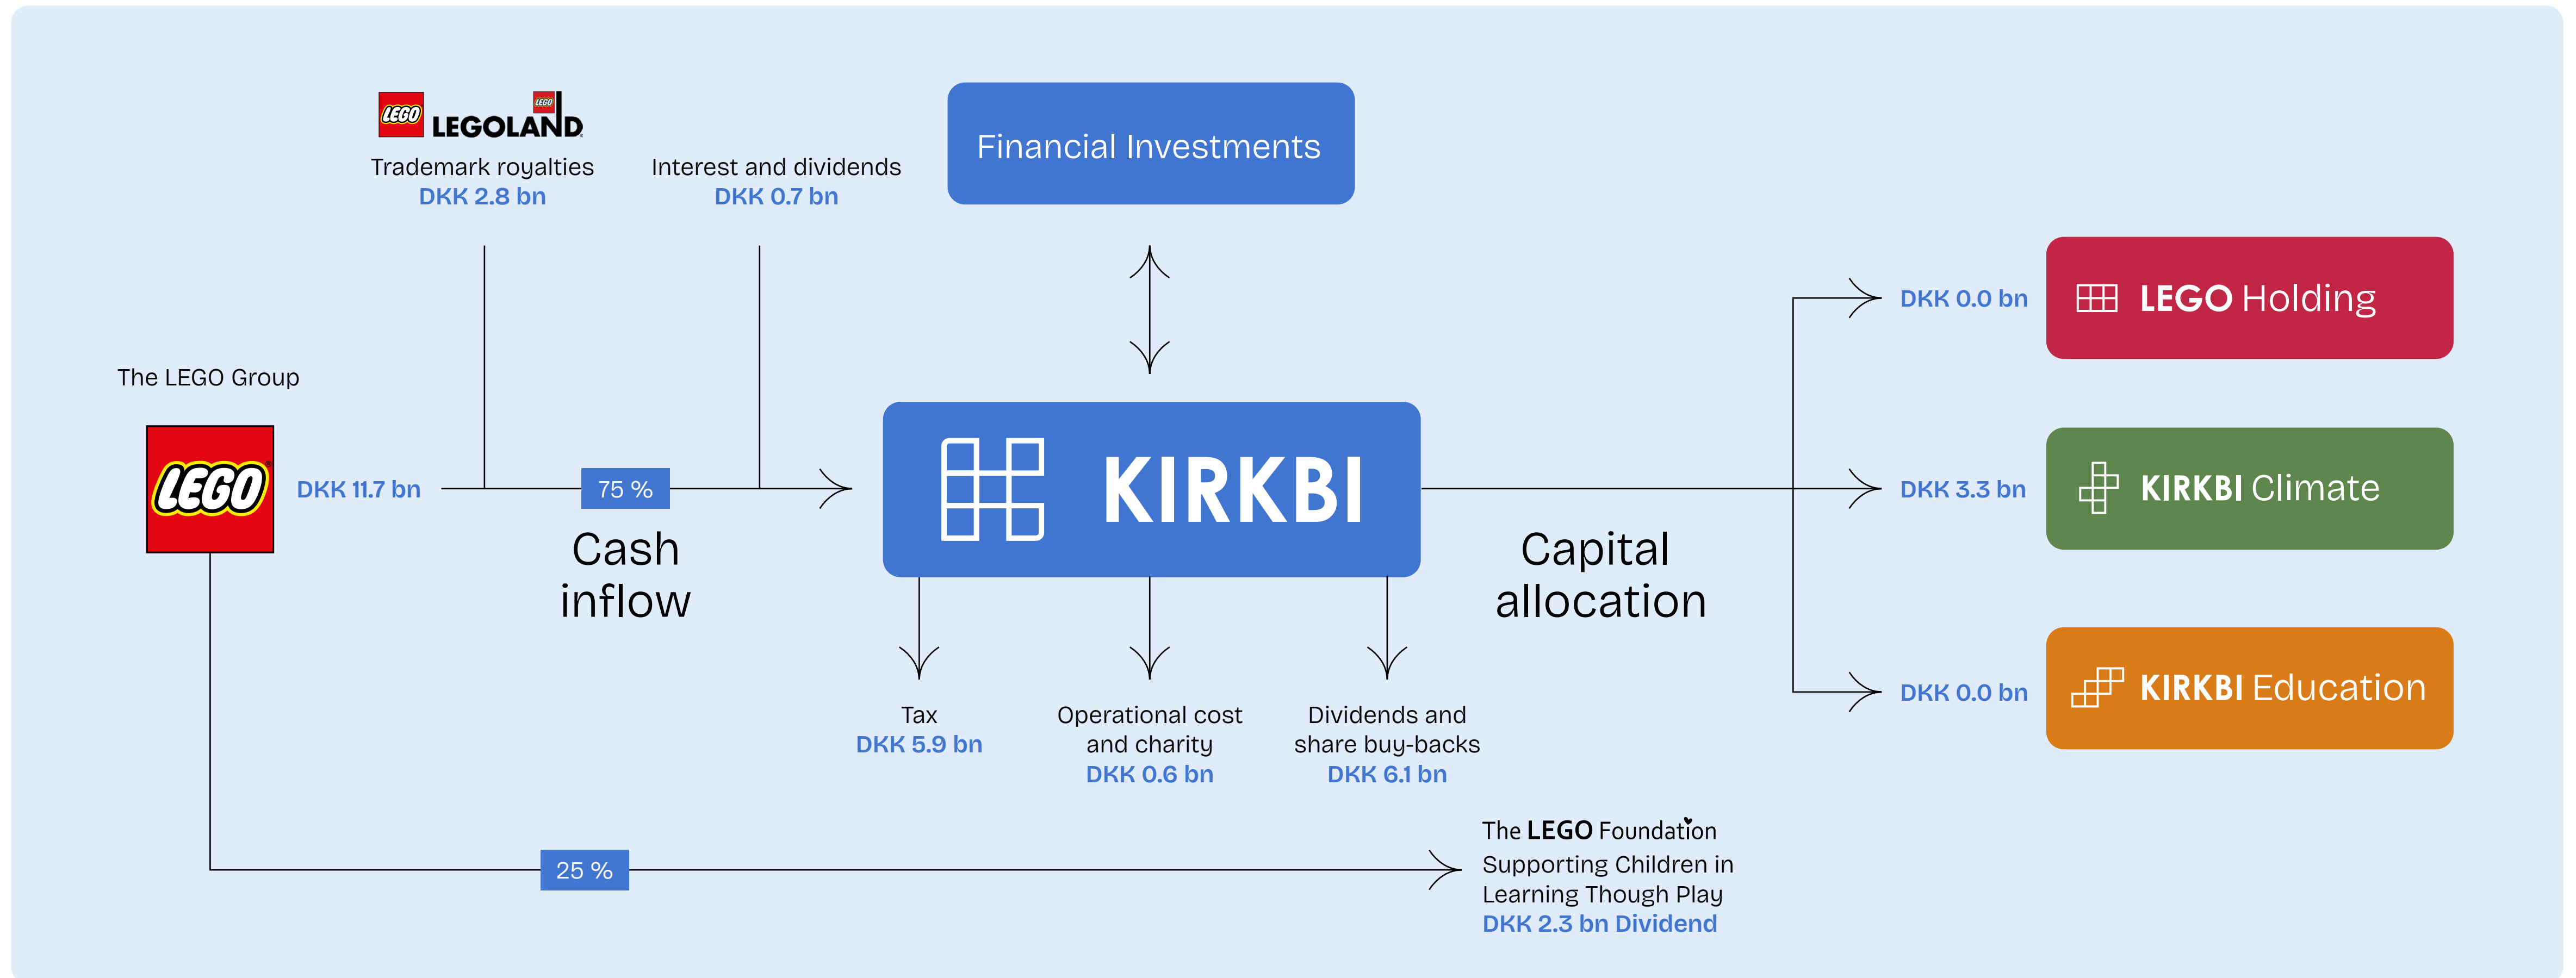 LEGO
LEGO
LEGOLAND
Trademark royalties
DKK 2.8 bn
Interest and dividends
DKK 0.7 bn
Financial Investments
The LEGO Group
LEGO
DKK 11.7 bn
75 %
Cash
inflow
KIRKBI
Capital
allocation
DKK 0.0 bn
LEGO Holding
DKK 3.3 bn
KIRKBI Climate
DKK 0.0 bn
KIRKBI Education
Tax
DKK 5.9 bn
Operational cost
and charity
DKK 0.6 bn
Dividends and
share buy-backs
DKK 6.1 bn
25 %
The LEGO Foundation
Supporting Children in
Learning Though Play
DKK 2.3 bn Dividend